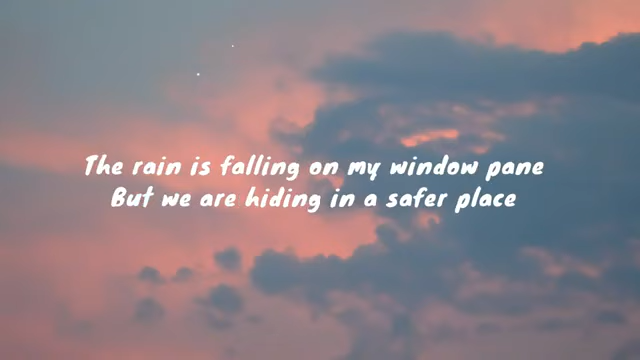 The rain is falling on my window pane
But we are hiding in a safer place